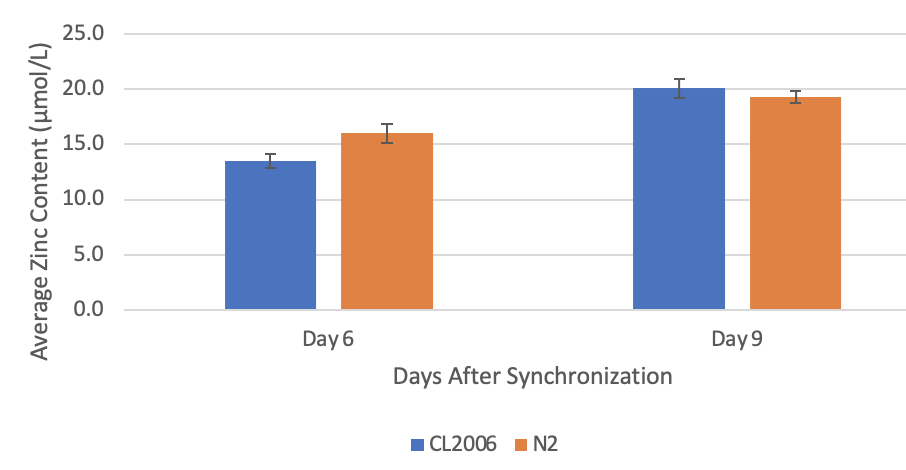 Average Zinc Content (µmol/L)
25.0
20.0
15.0
10.0
5.0
0.0
Day 6
Day 9
Days After Synchronization
CL2006
N2